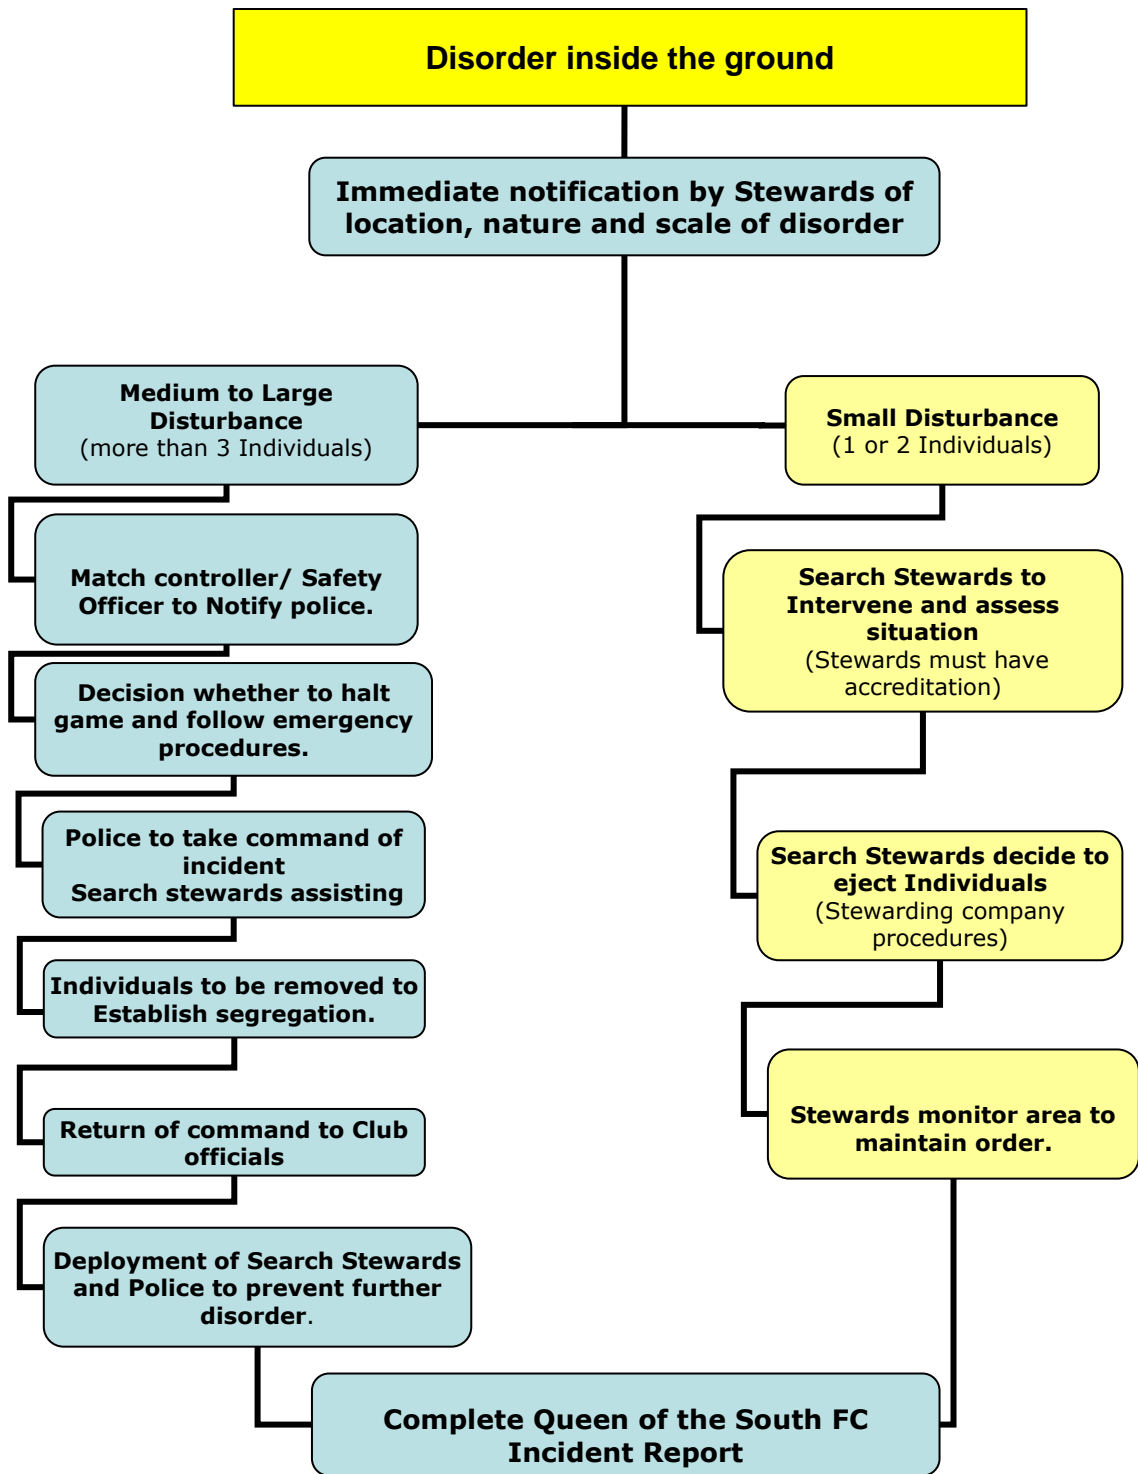 Disorder inside the ground
Immediate notification by Stewards of
location, nature and scale of disorder
Medium to Large
Disturbance
(more than 3 Individuals)
Match controller/ Safety
Officer to Notify police.
Decision whether to halt
game and follow emergency
procedures.
Police to take command of
incident
Search stewards assisting
Individuals to be removed to
Establish segregation.
Return of command to Club
officials
Deployment of Search Stewards
and Police to prevent further
disorder.
Small Disturbance
(1 or 2 Individuals)
Search Stewards to
Intervene and assess
situation
(Stewards must have
accreditation)
Search Stewards decide to
eject Individuals
(Stewarding company
procedures)
Stewards monitor area to
maintain order.
Complete Queen of the South FC
Incident Report